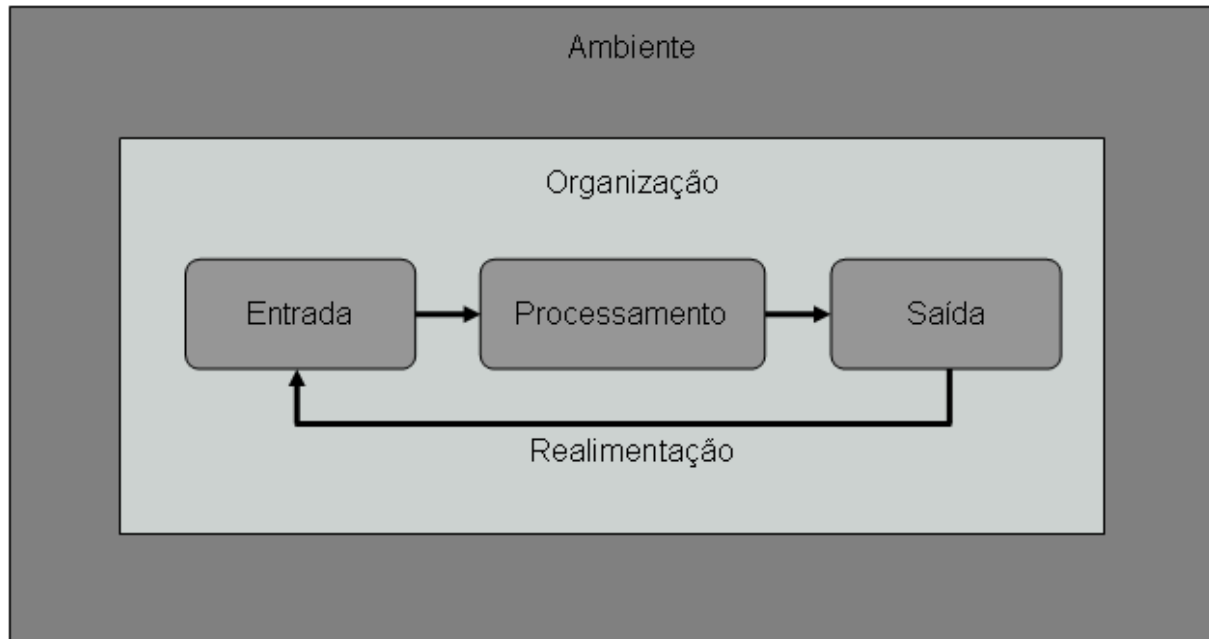 Ambiente
Organização
Entrada
Processamento
Saída
Realimentação